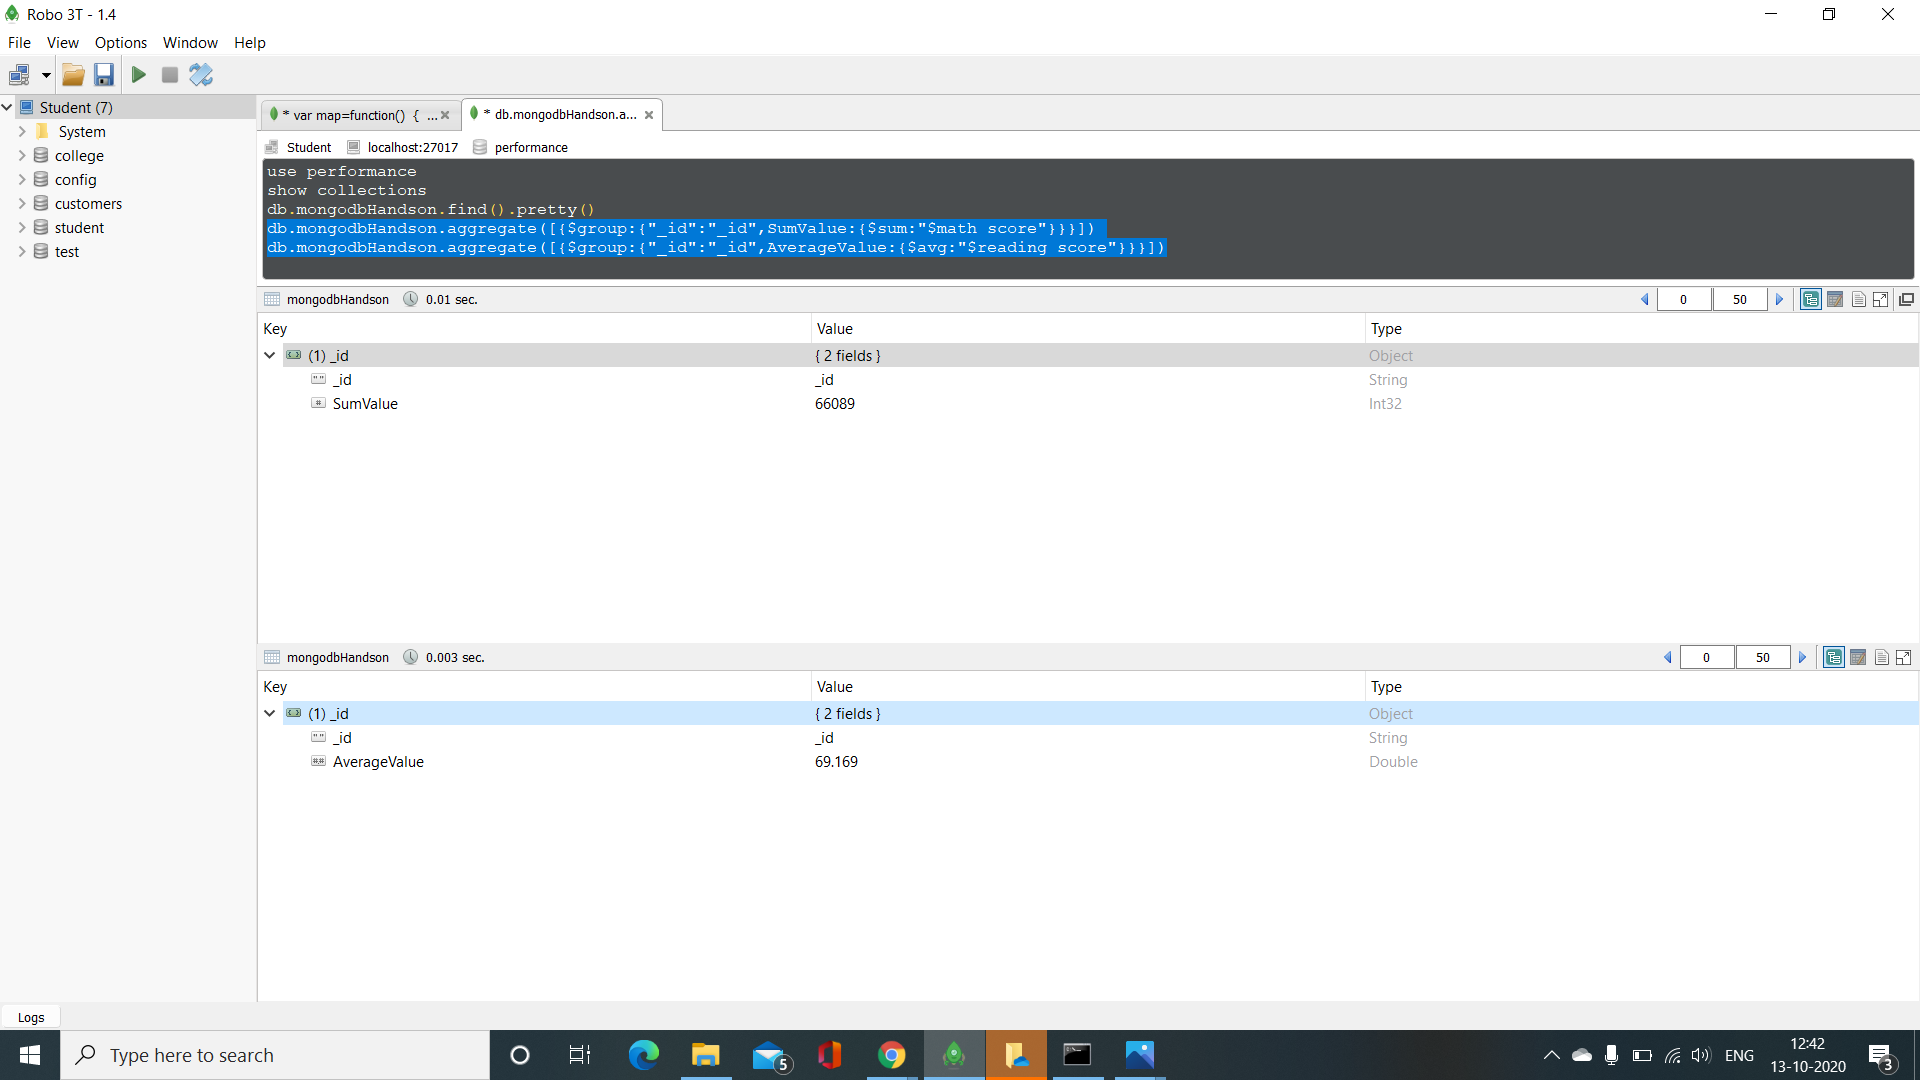 Robo 3T - 1.4
File View Options Window Help
Student (7)
System
college
config
customers
student
test
* var map=function() { ...
* db.mongodbHandson.a...
Student localhost:27017 performance
use performance
show collections
db.mongodbHandson.find().pretty()
db.mongodbHandson.aggregate([{$group:{"_id":"_id",SumValue:{$sum:"$math score"}}}])
db.mongodbHandson.aggregate([{$group:{"_id":"_id",AverageValue:{$avg:"$reading score"}}}])
mongodbHandson 0.01 sec. 0 50
Key Value Type
(1) _id { 2 fields } Object
_id _id String
SumValue 66089 Int32
mongodbHandson 0.003 sec. 0 50
Key Value Type
(1) _id { 2 fields } Object
_id _id String
AverageValue 69.169 Double
Logs
Type here to search
5
ENG
12:42
13-10-2020
3